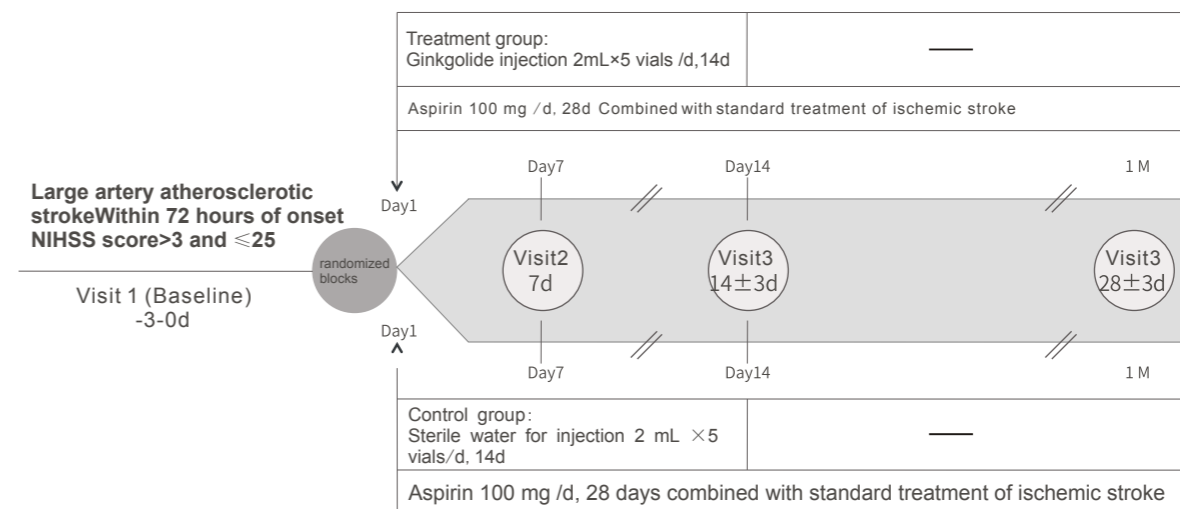 Treatment group:
Ginkgolide injection 2mL×5 vials /d,14d
Aspirin 100 mg /d, 28d Combined with standard treatment of ischemic stroke
Day7
Day14
1 M
Large artery atherosclerotic
strokeWithin 72 hours of onset
NIHSS score>3 and ≤25
Day1
randomized
blocks
Visit2
7d
Visit3
14±3d
Visit3
28±3d
Visit 1 (Baseline)
-3-0d
Day1
Day7
Day14
1 M
Control group:
Sterile water for injection 2 mL ×5
vials/d, 14d
Aspirin 100 mg /d, 28 days combined with standard treatment of ischemic stroke